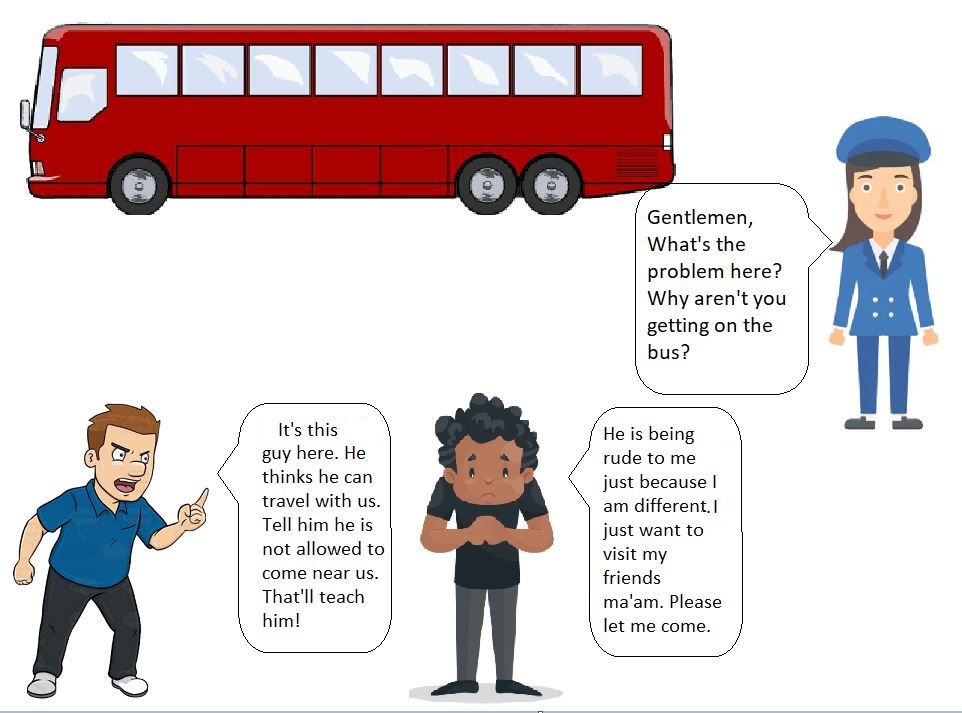 Gentlemen,
What's the
problem here?
Why aren't you
getting on the
bus?
It's this
guy here. He
thinks he can
travel with us.
Tell him he is
not allowed to
come near us.
That'll teach
him!
He is being
rude to me
just because I
am different. I
just want to
visit my
friends
ma'am. Please
let me come.